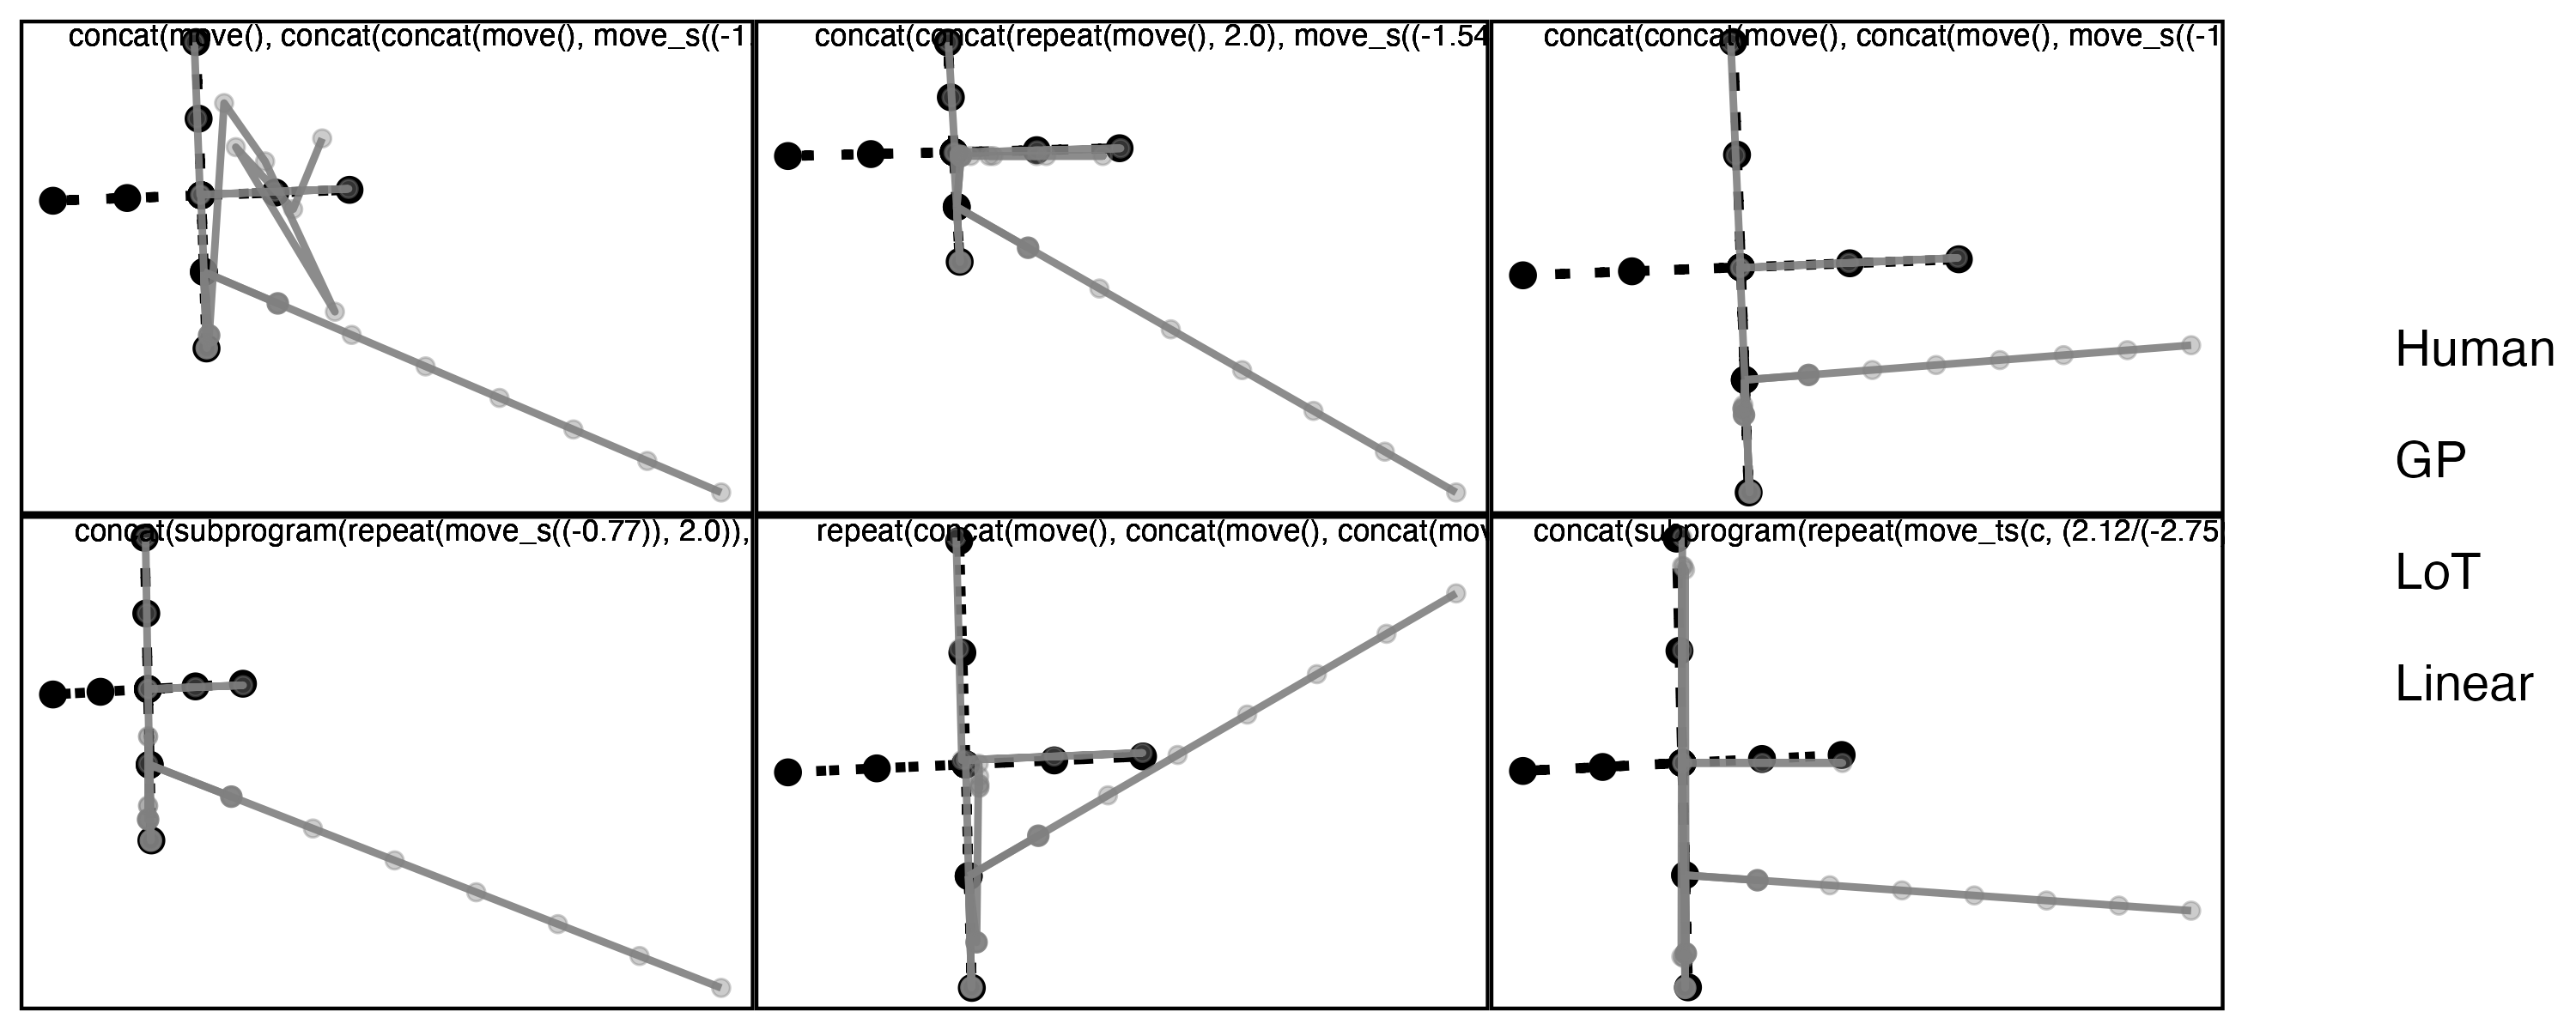 concat(move(), concat(concat(move(), move_s((-1.
concat(concat(repeat(move(), 2.0), move_s((-1.54
concat(concat(move(), concat(move(), move_s((-1
concat(subprogram(repeat(move_s((-0.77)), 2.0)),
repeat(concat(move(), concat(move(), concat(mov
concat(subprogram(repeat(move_ts(c, (2.12/(-2.75
Human
GP
LoT
Linear